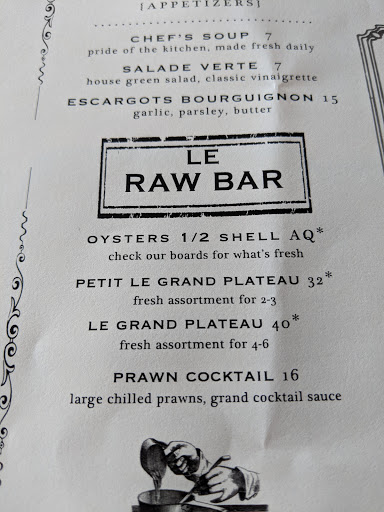 [APPETIZERS]
CHEF'S SOUP 7
pride of the kitchen, made fresh daily
SALADE VERTE 7
house green salad, classic vinaigrette
ESCARGOTS BOURGUIGNON 15
garlic, parsley, butter
LE
RAW BAR
OYSTERS 1/2 SHELL AQ*
check our boards for what's fresh
PETIT LE GRAND PLATEAU 32*
fresh assortment for 2-3
LE GRAND PLATEAU 40*
fresh assortment for 4-6
PRAWN COCKTAIL 16
large chilled prawns, grand cocktail sauce